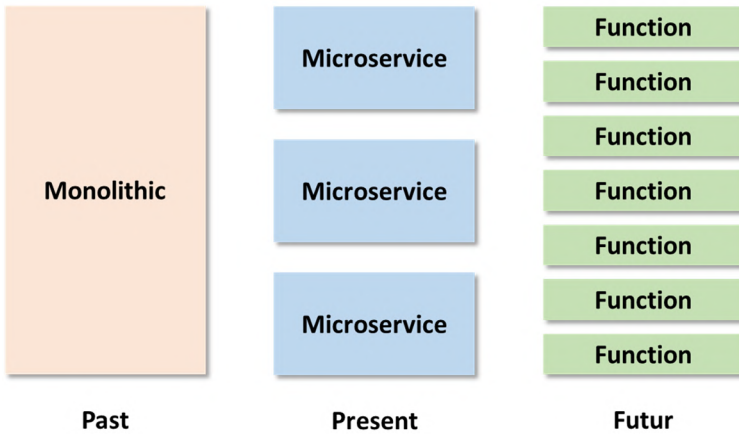 Monolithic
Microservice
Microservice
Microservice
Function
Function
Function
Function
Function
Function
Function
Past
Present
Futur